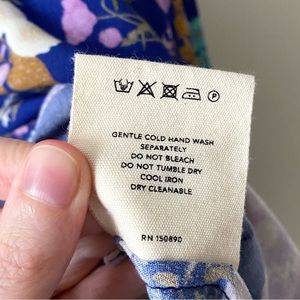 P
GENTLE COLD HAND WASH
SEPARATELY
DO NOT BLEACH
DO NOT TUMBLE DRY
COOL IRON
DRY CLEANABLE
RN 150890